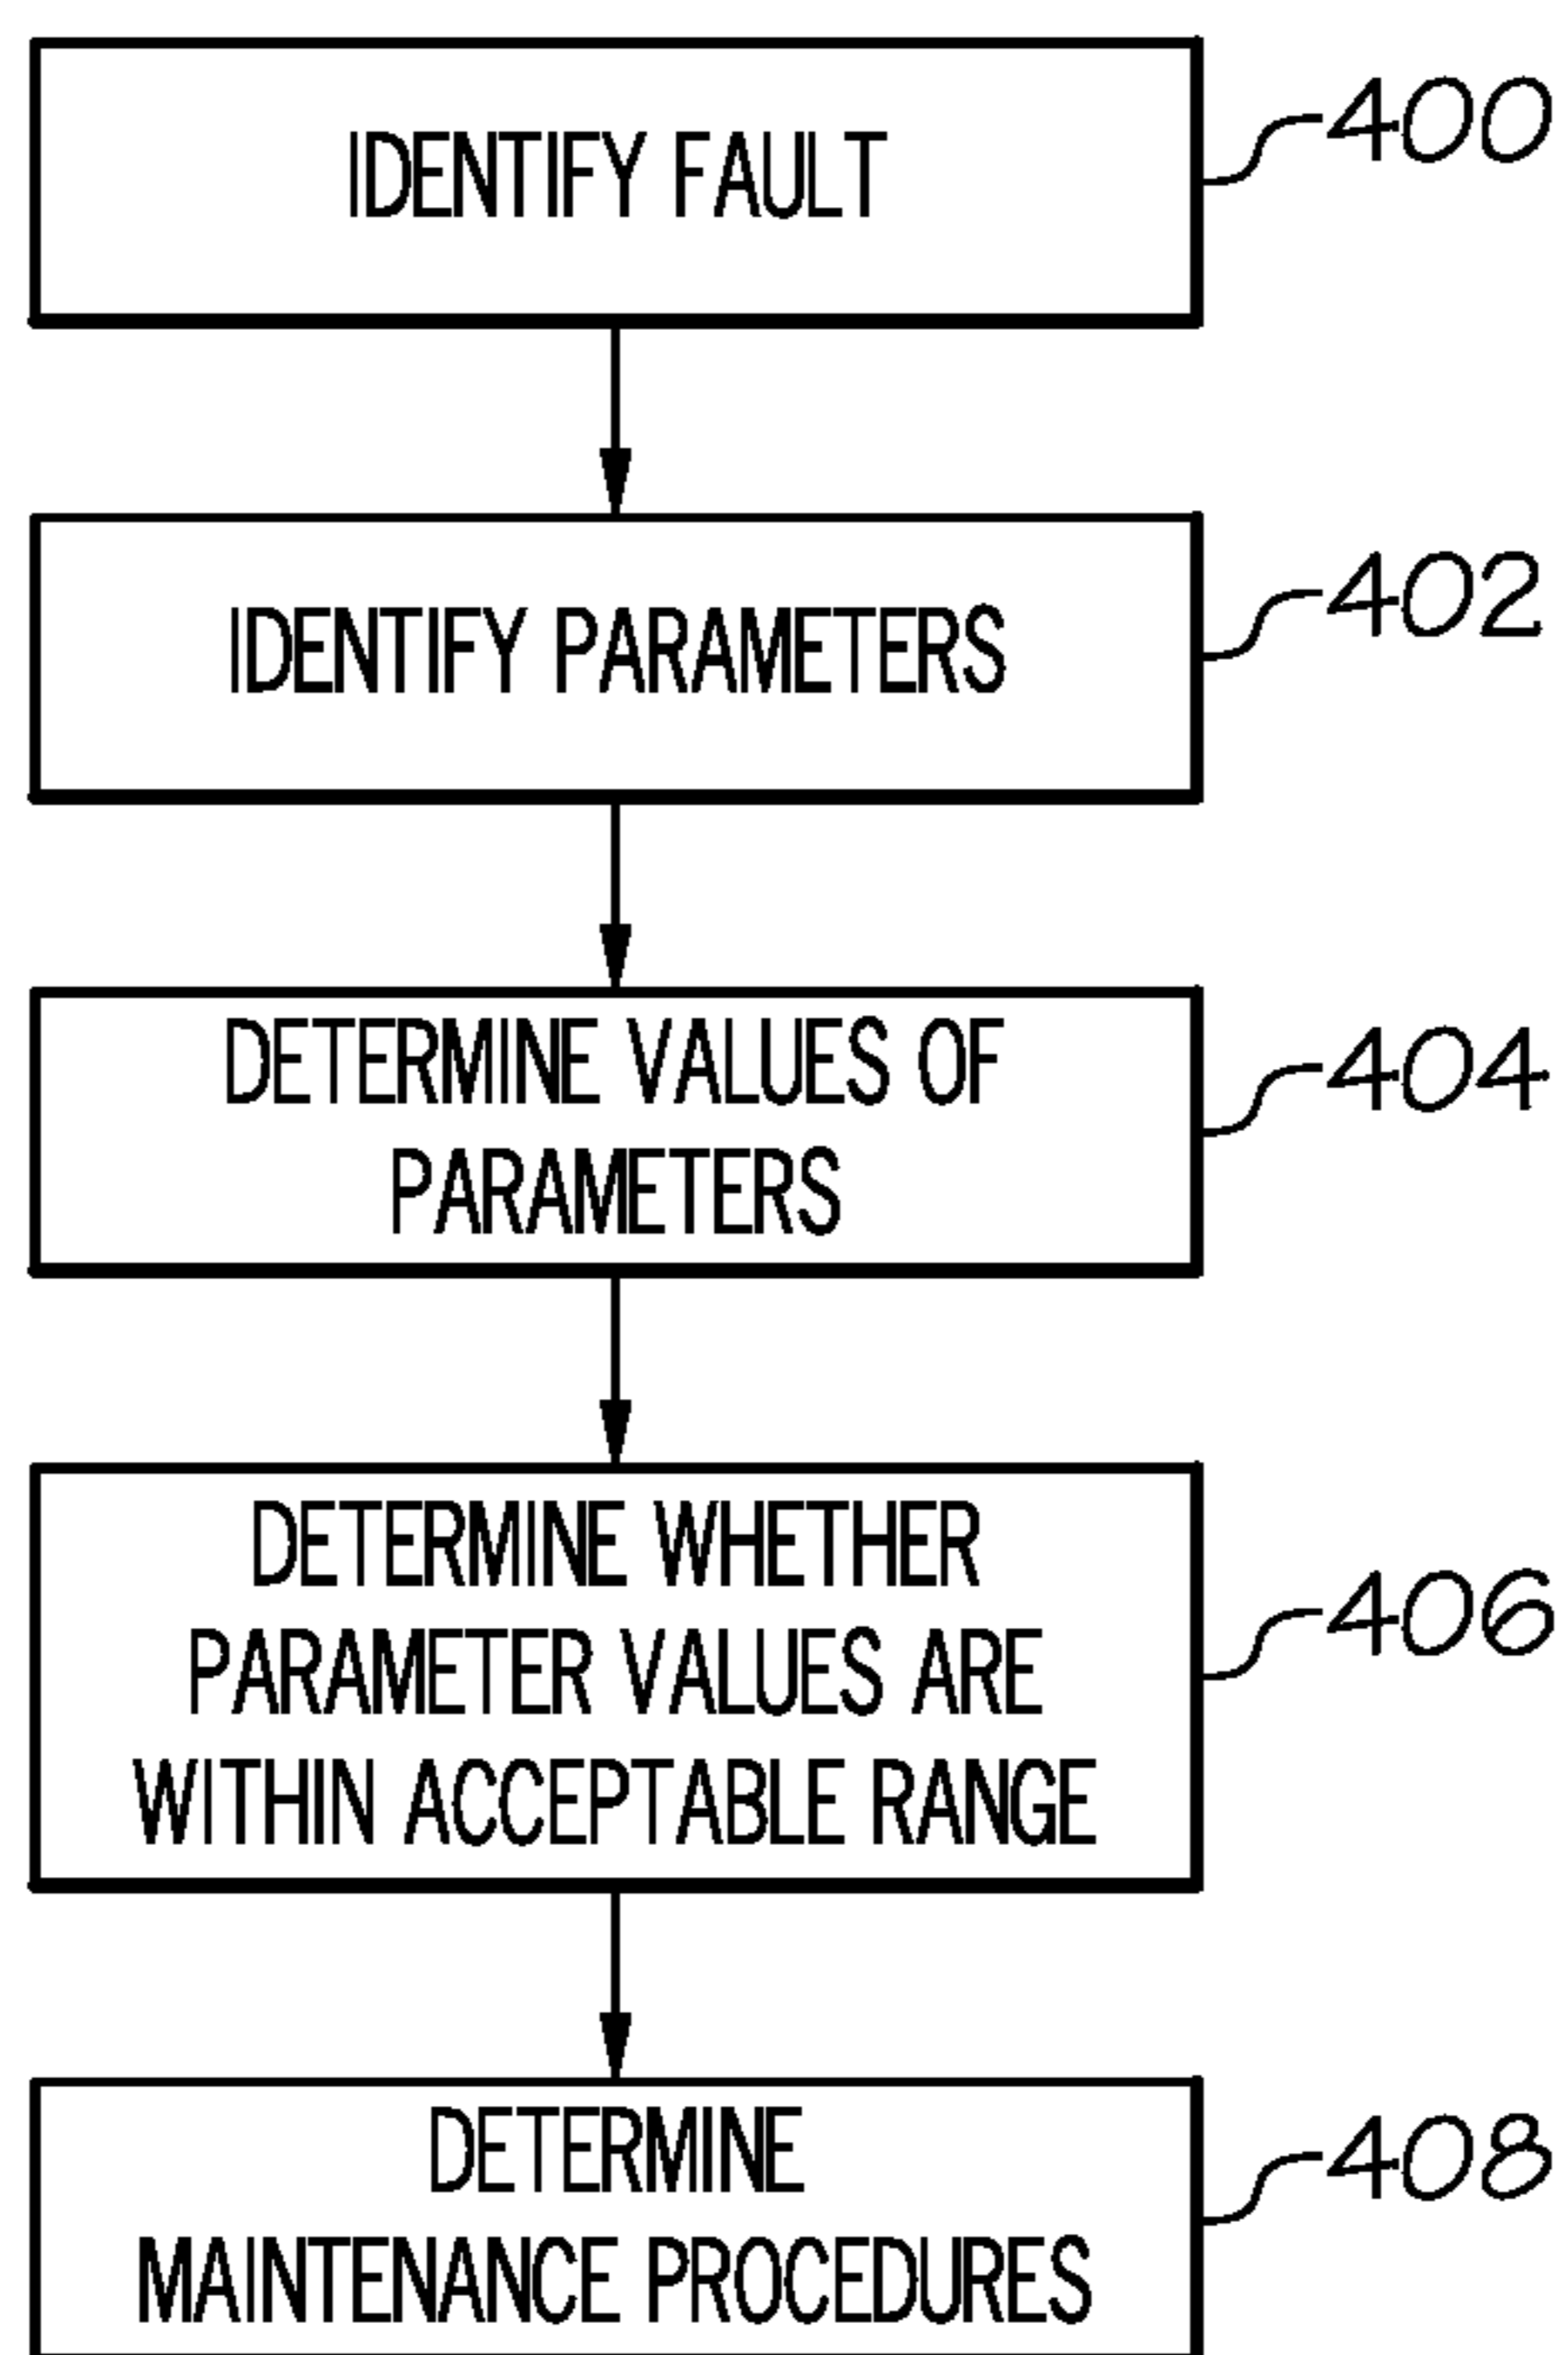 IDENTIFY FAULT
400
IDENTIFY PARAMETERS
402
DETERMINE VALUES OF
PARAMETERS
404
DETERMINE WHETHER
PARAMETER VALUES ARE
WITHIN ACCEPTABLE RANGE
406
DETERMINE
MAINTENANCE PROCEDURES
408